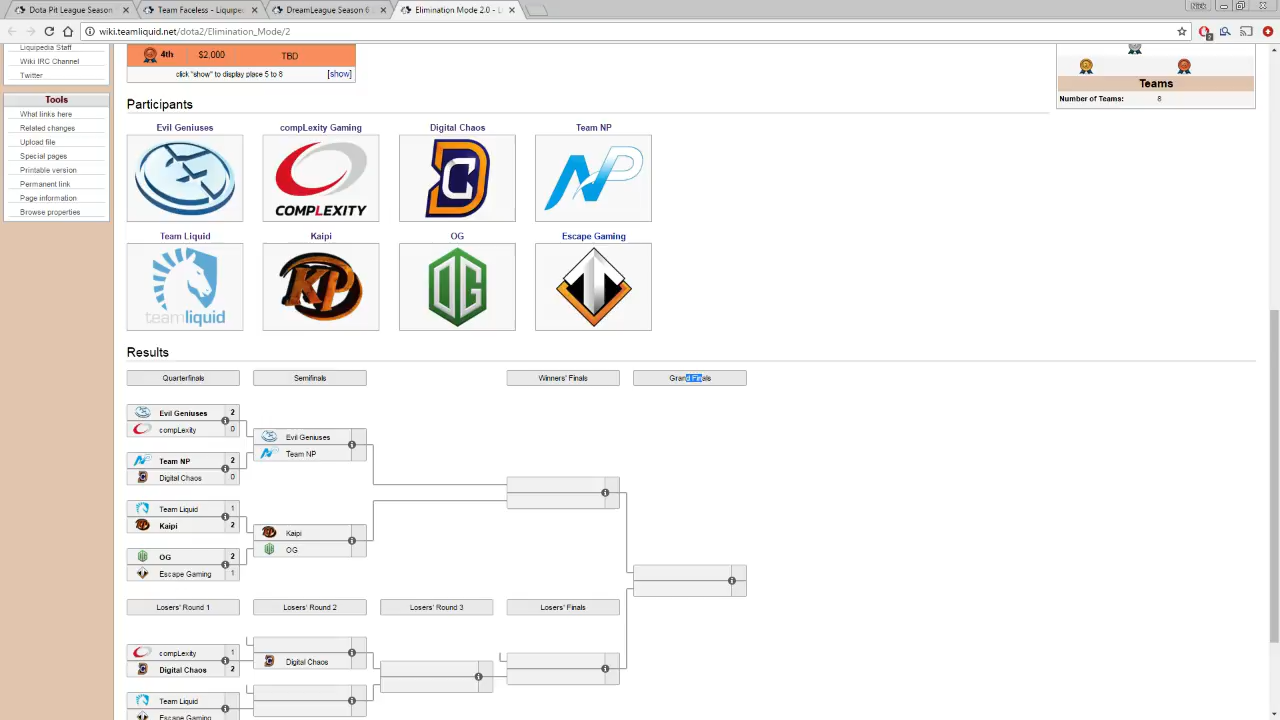 Dota Pit League Season
Team Faceless - Liquipe
DreamLeague Season 6
Elimination Mode 2.0 - L
wiki.teamliquid.net/dota2/Elimination_Mode/2
Liquipedia Staff
Wiki IRC Channel
Twitter
Tools
What links here
Related changes
Upload file
Special pages
Printable version
Permanent link
Page information
Browse properties
4th $2,000 TBD
click "show" to display place 5 to 8 [show]
Teams
Number of Teams: 8
Participants
Evil Geniuses
compLexity Gaming
Digital Chaos
Team NP
COMPLEXITY
NP
Team Liquid
Kaipi
OG
Escape Gaming
teamliquid
KP
OG
Results
Quarterfinals
Semifinals
Winners' Finals
Grand Finals
Evil Geniuses 2
compLexity 0
Team NP 2
Digital Chaos 0
Team Liquid 1
Kaipi 2
OG 2
Escape Gaming 1
Evil Geniuses
Team NP
Kaipi
OG
Losers' Round 1
Losers' Round 2
Losers' Round 3
Losers' Finals
compLexity 1
Digital Chaos 2
Digital Chaos
Team Liquid
Escape Gaming